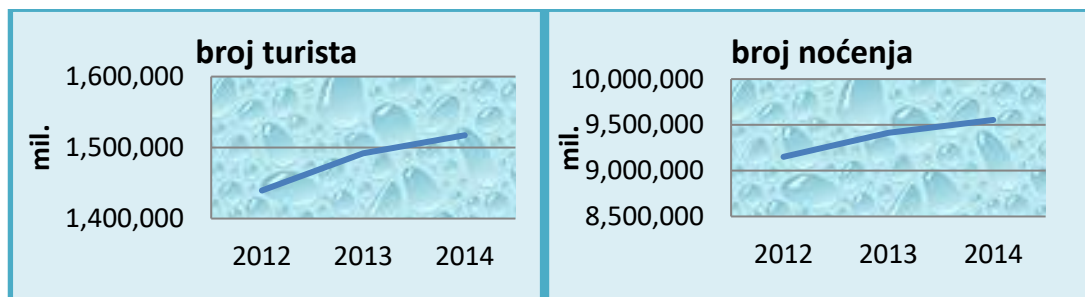 broj turista
1,600,000
1,500,000
1,400,000
mil.
2012 2013 2014
broj noćenja
10,000,000
9,500,000
9,000,000
8,500,000
mil.
2012 2013 2014